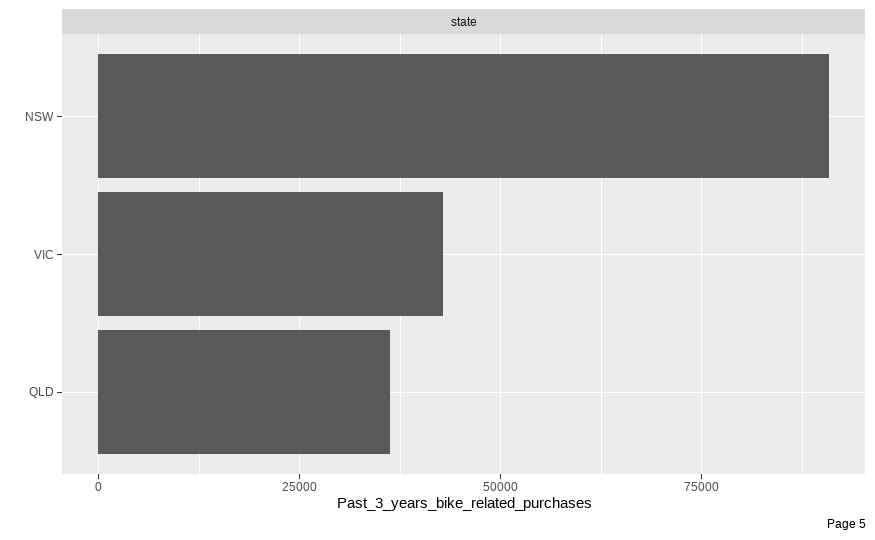 state
NSW
VIC
QLD
0 25000 50000 75000
Past_3_years_bike_related_purchases
Page 5